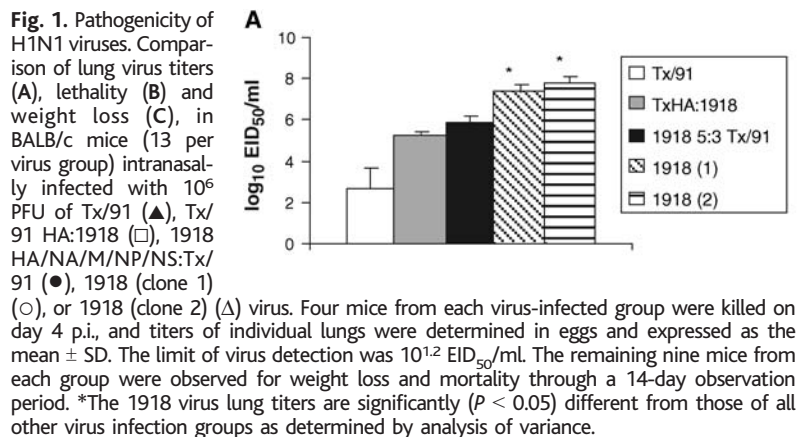 Fig. 1. Pathogenicity of
H1N1 viruses. Compar-
ison of lung virus titers
(A), lethality (B) and
weight loss (C), in
BALB/c mice (13 per
virus group) intranasal-
ly infected with 10⁶
PFU of Tx/91 (▲), Tx/
91 HA:1918 (□), 1918
HA/NA/M/NP/NS:Tx/
91 (●), 1918 (clone 1)
(○), or 1918 (clone 2) (Δ) virus. Four mice from each virus-infected group were killed on
day 4 p.i., and titers of individual lungs were determined in eggs and expressed as the
mean ± SD. The limit of virus detection was 10¹·² EID₅₀/ml. The remaining nine mice from
each group were observed for weight loss and mortality through a 14-day observation
period. *The 1918 virus lung titers are significantly (P < 0.05) different from those of all
other virus infection groups as determined by analysis of variance.
A
log₁₀ EID₅₀/ml
10
8
6
4
2
0
* *
Tx/91
TxHA:1918
1918 5:3 Tx/91
1918 (1)
1918 (2)